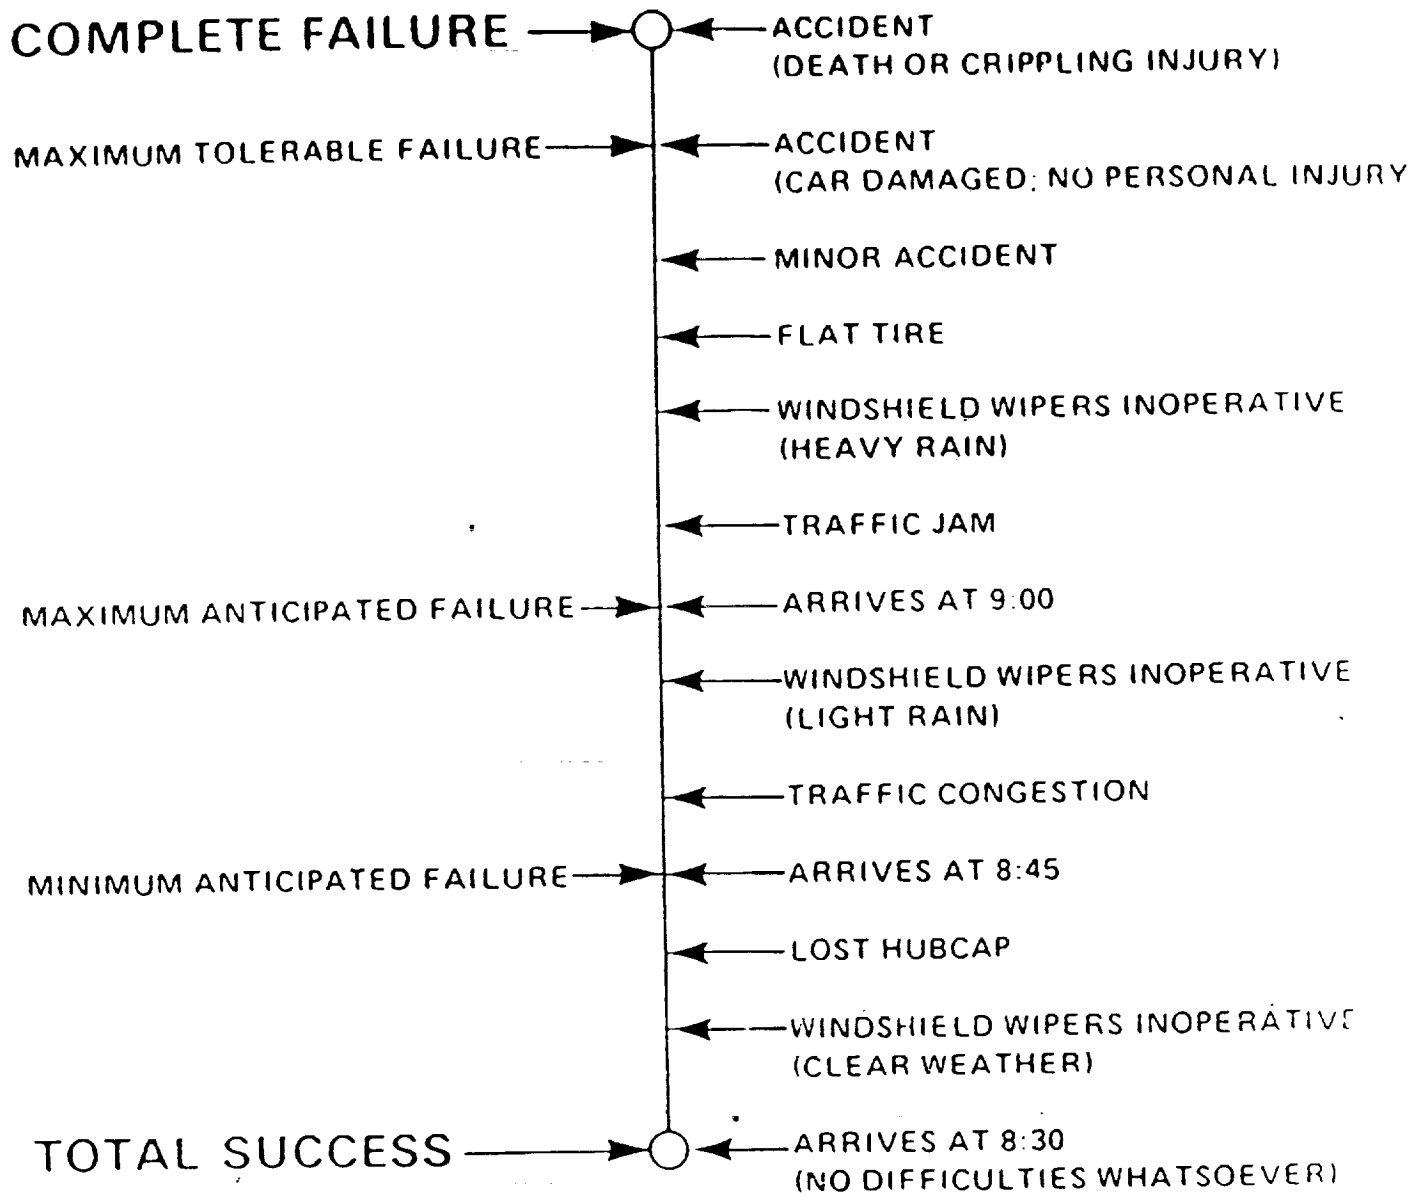 COMPLETE FAILURE
ACCIDENT
(DEATH OR CRIPPLING INJURY)
MAXIMUM TOLERABLE FAILURE
ACCIDENT
(CAR DAMAGED; NO PERSONAL INJURY
MINOR ACCIDENT
FLAT TIRE
WINDSHIELD WIPERS INOPERATIVE
(HEAVY RAIN)
TRAFFIC JAM
MAXIMUM ANTICIPATED FAILURE
ARRIVES AT 9:00
WINDSHIELD WIPERS INOPERATIVE
(LIGHT RAIN)
TRAFFIC CONGESTION
MINIMUM ANTICIPATED FAILURE
ARRIVES AT 8:45
LOST HUBCAP
WINDSHIELD WIPERS INOPERATIVE
(CLEAR WEATHER)
TOTAL SUCCESS
ARRIVES AT 8:30
(NO DIFFICULTIES WHATSOEVER)